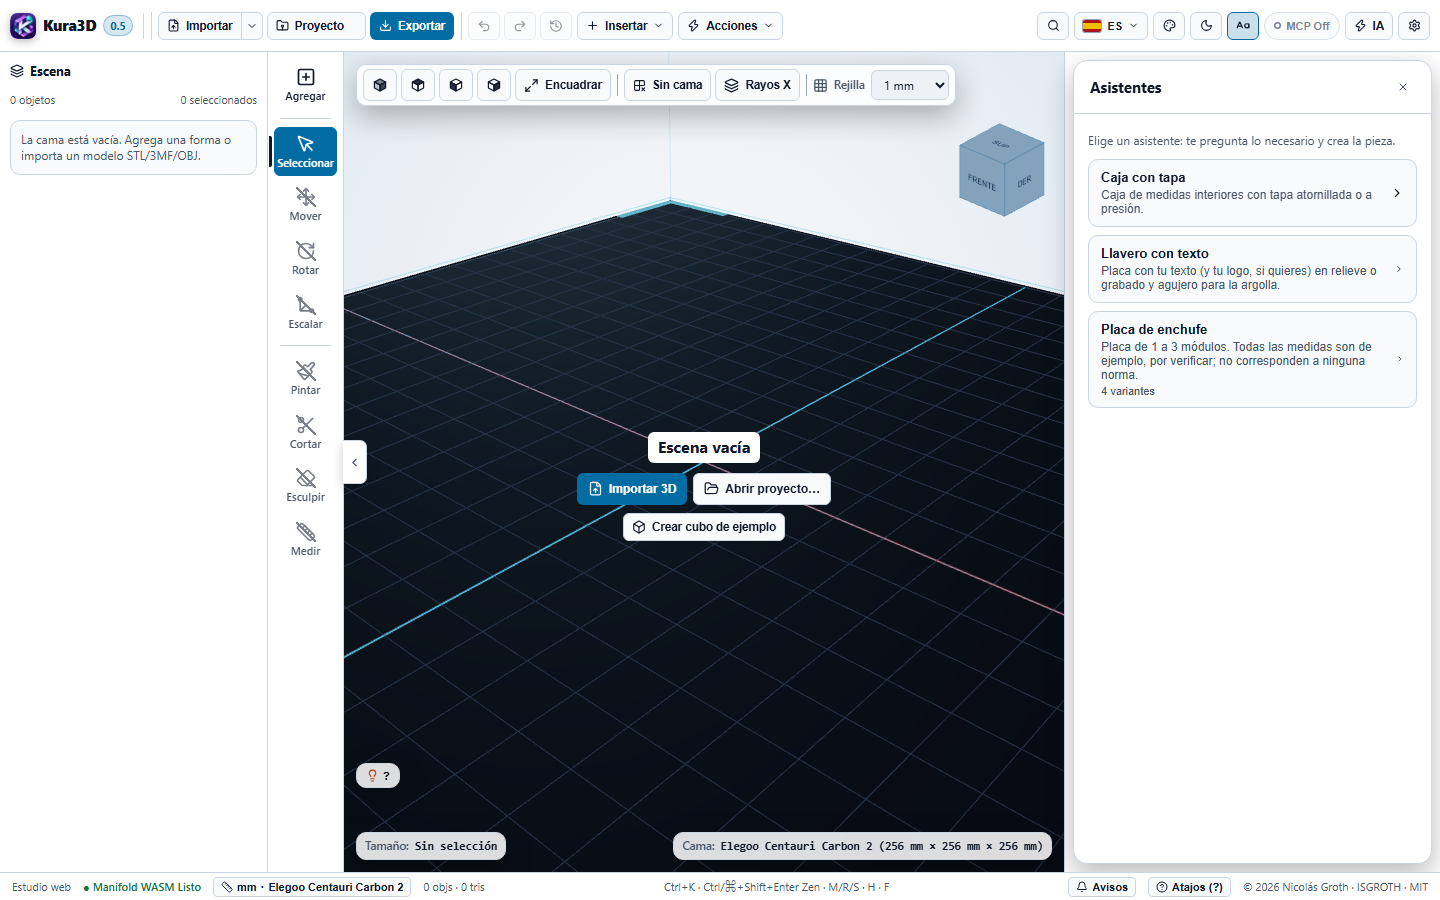 Kura3D 0.5 Importar Proyecto Exportar Insertar Acciones ES Aa MCP Off IA
Escena
0 objetos 0 seleccionados
La cama está vacía. Agrega una forma o
importa un modelo STL/3MF/OBJ.
Agregar
Seleccionar
Mover
Rotar
Escalar
Pintar
Cortar
Esculpir
Medir
Encuadrar Sin cama Rayos X Rejilla 1 mm
SUP
FRENTE DER
Escena vacía
Importar 3D Abrir proyecto...
Crear cubo de ejemplo
?
Tamaño: Sin selección
Cama: Elegoo Centauri Carbon 2 (256 mm × 256 mm × 256 mm)
Asistentes
Elige un asistente: te pregunta lo necesario y crea la pieza.
Caja con tapa
Caja de medidas interiores con tapa atornillada o a
presión.
Llavero con texto
Placa con tu texto (y tu logo, si quieres) en relieve o
grabado y agujero para la argolla.
Placa de enchufe
Placa de 1 a 3 módulos. Todas las medidas son de
ejemplo, por verificar; no corresponden a ninguna
norma.
4 variantes
Estudio web Manifold WASM Listo mm · Elegoo Centauri Carbon 2 0 objs · 0 tris Ctrl+K · Ctrl/⌘+Shift+Enter Zen · M/R/S · H · F Avisos Atajos (?) © 2026 Nicolás Groth · ISGROTH · MIT